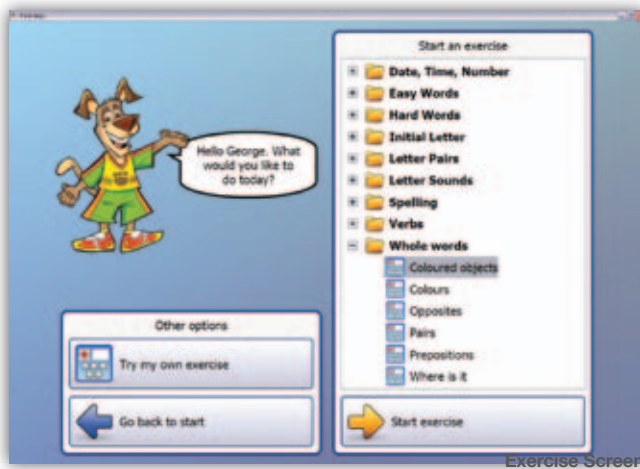 Start an exercise
Date, Time, Number
Easy Words
Hard Words
Initial Letter
Letter Pairs
Letter Sounds
Spelling
Verbs
Whole words
Coloured objects
Colours
Opposites
Pairs
Prepositions
Where is it
Start exercise
Hello George. What
would you like to
do today?
Other options
Try my own exercise
Go back to start
Exercise Screen